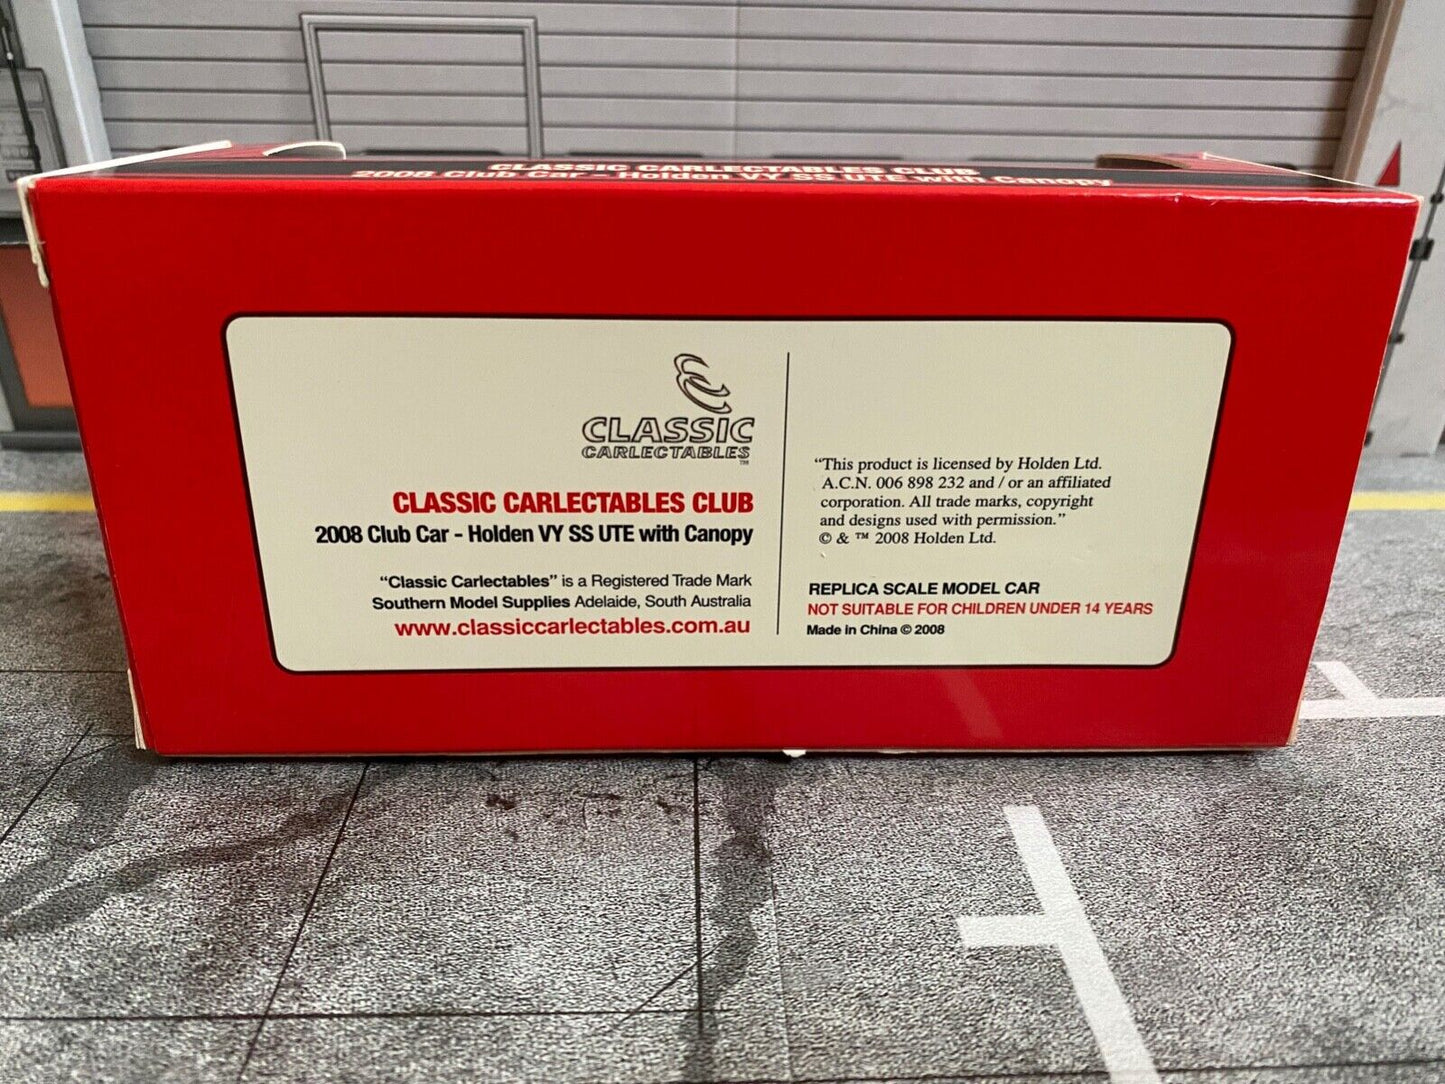 CLASSIC CARLECTABLES CLUB
2008 Club Car - Holden VY SS UTE with Canopy
CLASSIC
CARLECTABLES
™
CLASSIC CARLECTABLES CLUB
2008 Club Car - Holden VY SS UTE with Canopy
“Classic Carlectables” is a Registered Trade Mark
Southern Model Supplies Adelaide, South Australia
www.classiccarlectables.com.au
“This product is licensed by Holden Ltd.
A.C.N. 006 898 232 and / or an affiliated
corporation. All trade marks, copyright
and designs used with permission.”
© & ™ 2008 Holden Ltd.
REPLICA SCALE MODEL CAR
NOT SUITABLE FOR CHILDREN UNDER 14 YEARS
Made in China © 2008